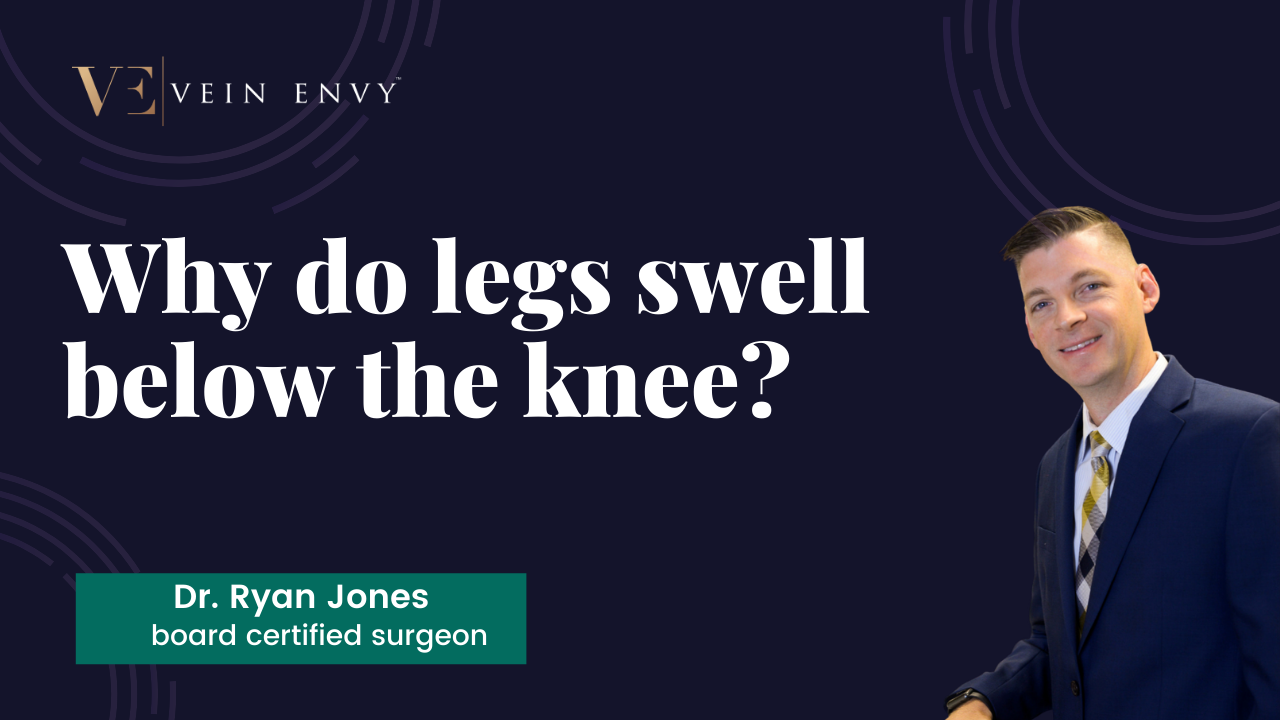 VE VEIN ENVY™
Why do legs swell
below the knee?
Dr. Ryan Jones
board certified surgeon